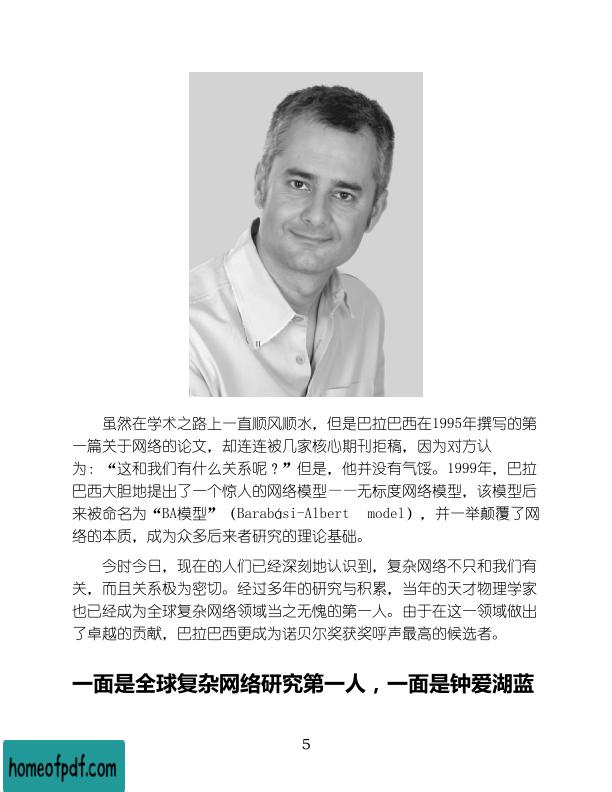 虽然在学术之路上一直顺风顺水，但是巴拉巴西在1995年撰写的第
一篇关于网络的论文，却连连被几家核心期刊拒稿，因为对方认
为：“这和我们有什么关系呢？”但是，他并没有气馁。1999年，巴拉
巴西大胆地提出了一个惊人的网络模型——无标度网络模型，该模型后
来被命名为“BA模型”（Barabási-Albert model），并一举颠覆了网
络的本质，成为众多后来者研究的理论基础。
今时今日，现在的人们已经深刻地认识到，复杂网络不只和我们有
关，而且关系极为密切。经过多年的研究与积累，当年的天才物理学家
也已经成为全球复杂网络领域当之无愧的第一人。由于在这一领域做出
了卓越的贡献，巴拉巴西更成为诺贝尔奖获奖呼声最高的候选者。
一面是全球复杂网络研究第一人，一面是钟爱湖蓝
5
homeofpdf.com